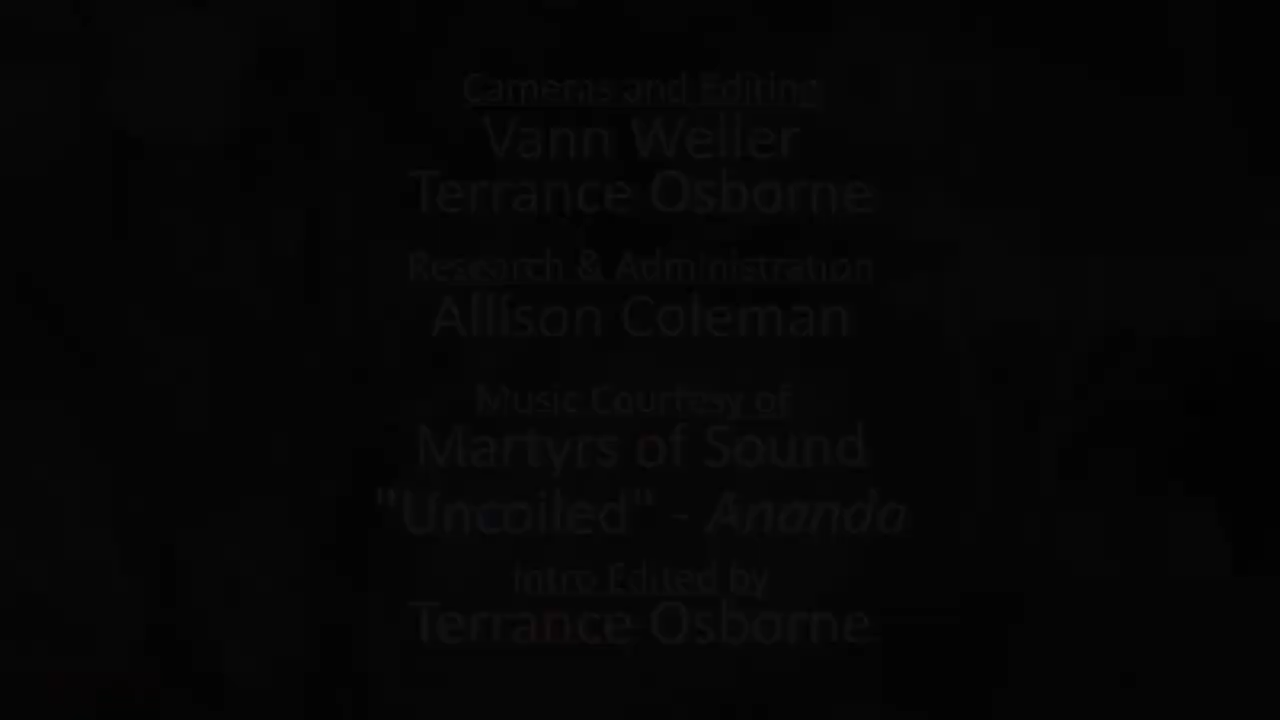 Cameras and Editing
Vann Weller
Terrance Osborne
Research & Administration
Allison Coleman
Music Courtesy of
Martyrs of Sound
"Uncoiled" - Ananda
Intro Edited by
Terrance Osborne